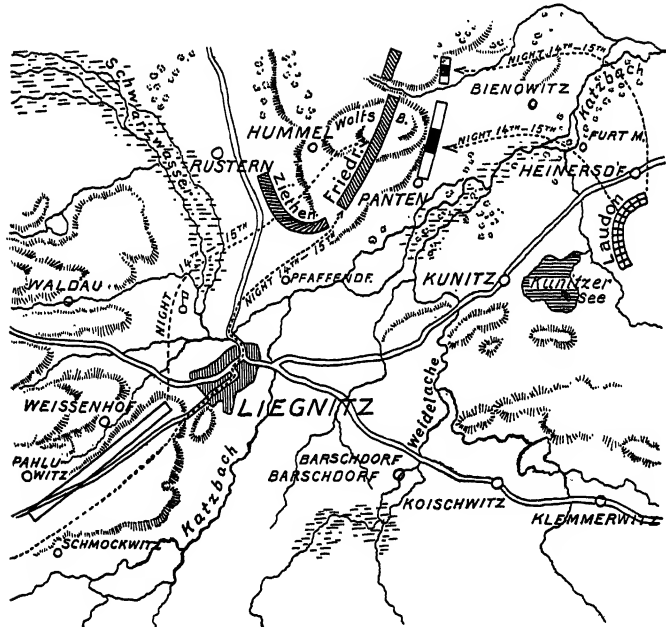 Schwarzwasser
NIGHT 14TH-15TH
Katzbach
BIENOWITZ
Wolfs B.
HUMMEL
RUSTERN
NIGHT 14TH-15TH
FURT M.
HEINERSDF.
Ziethen
Friedr.
PANTEN
Laudon
NIGHT 14TH 15TH
NIGHT 14TH-15TH
PFAFFENDF.
KUNITZ
Kunitzer
See
WALDAU
WEISSENHOF
LIEGNITZ
Weidelache
PAHLU
WITZ
Katzbach
BARSCHDORF
BARSCHDORF
KOISCHWITZ
KLEMMERWITZ
SCHMOCKWITZ